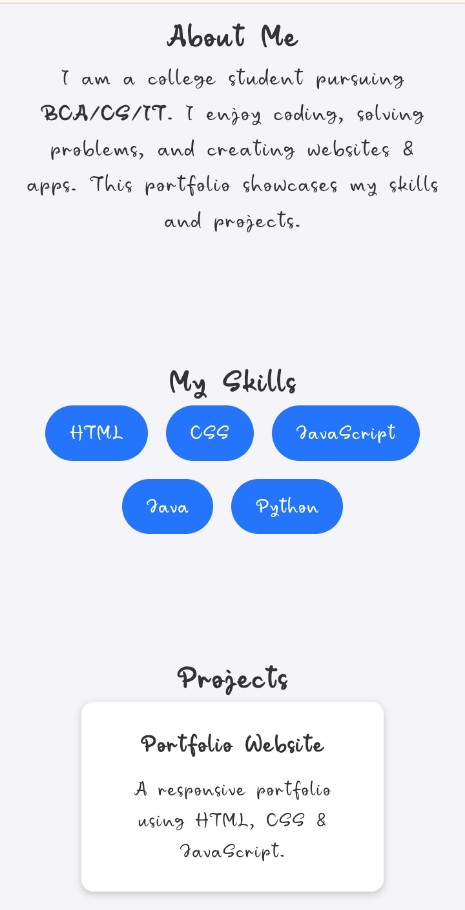 About Me
I am a college student pursuing
BCA/CS/IT. I enjoy coding, solving
problems, and creating websites &
apps. This portfolio showcases my skills
and projects.
My Skills
HTML CSS JavaScript
Java Python
Projects
Portfolio Website
A responsive portfolio
using HTML, CSS &
JavaScript.